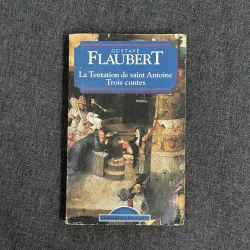 GUSTAVE
FLAUBERT
La Tentation de saint Antoine
Trois contes